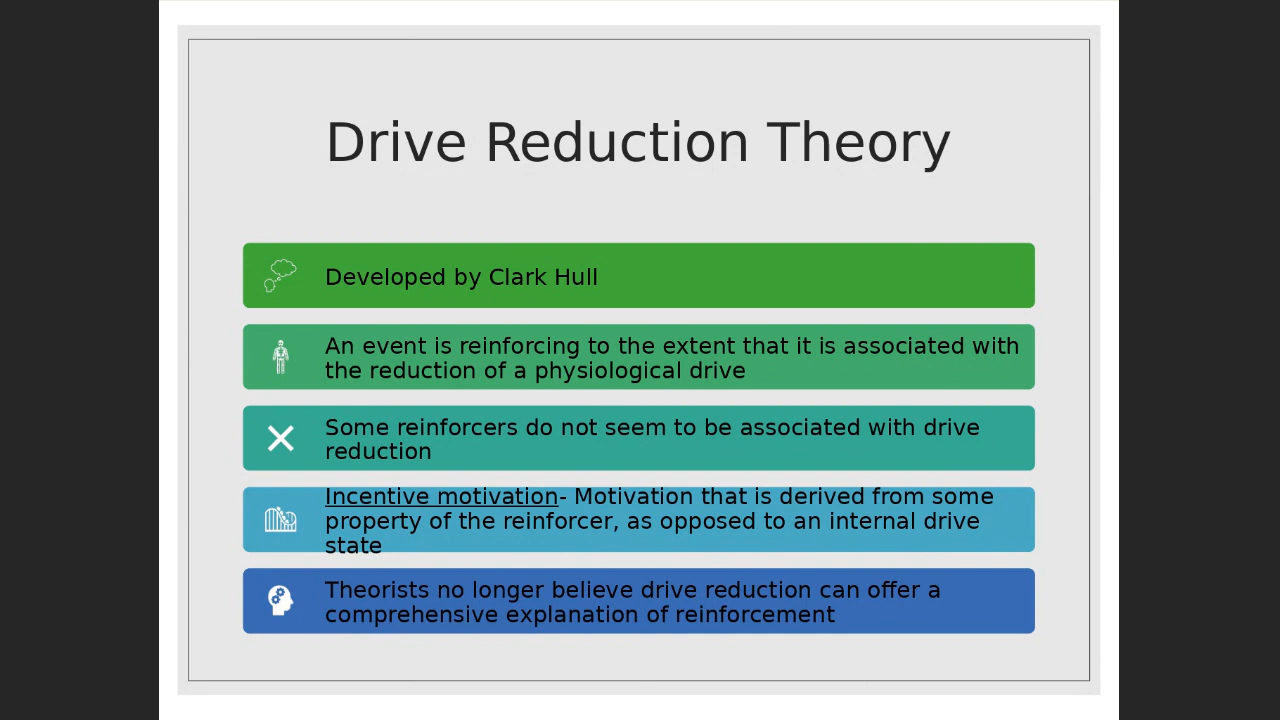 Drive Reduction Theory
Developed by Clark Hull
An event is reinforcing to the extent that it is associated with
the reduction of a physiological drive
Some reinforcers do not seem to be associated with drive
reduction
Incentive motivation- Motivation that is derived from some
property of the reinforcer, as opposed to an internal drive
state
Theorists no longer believe drive reduction can offer a
comprehensive explanation of reinforcement